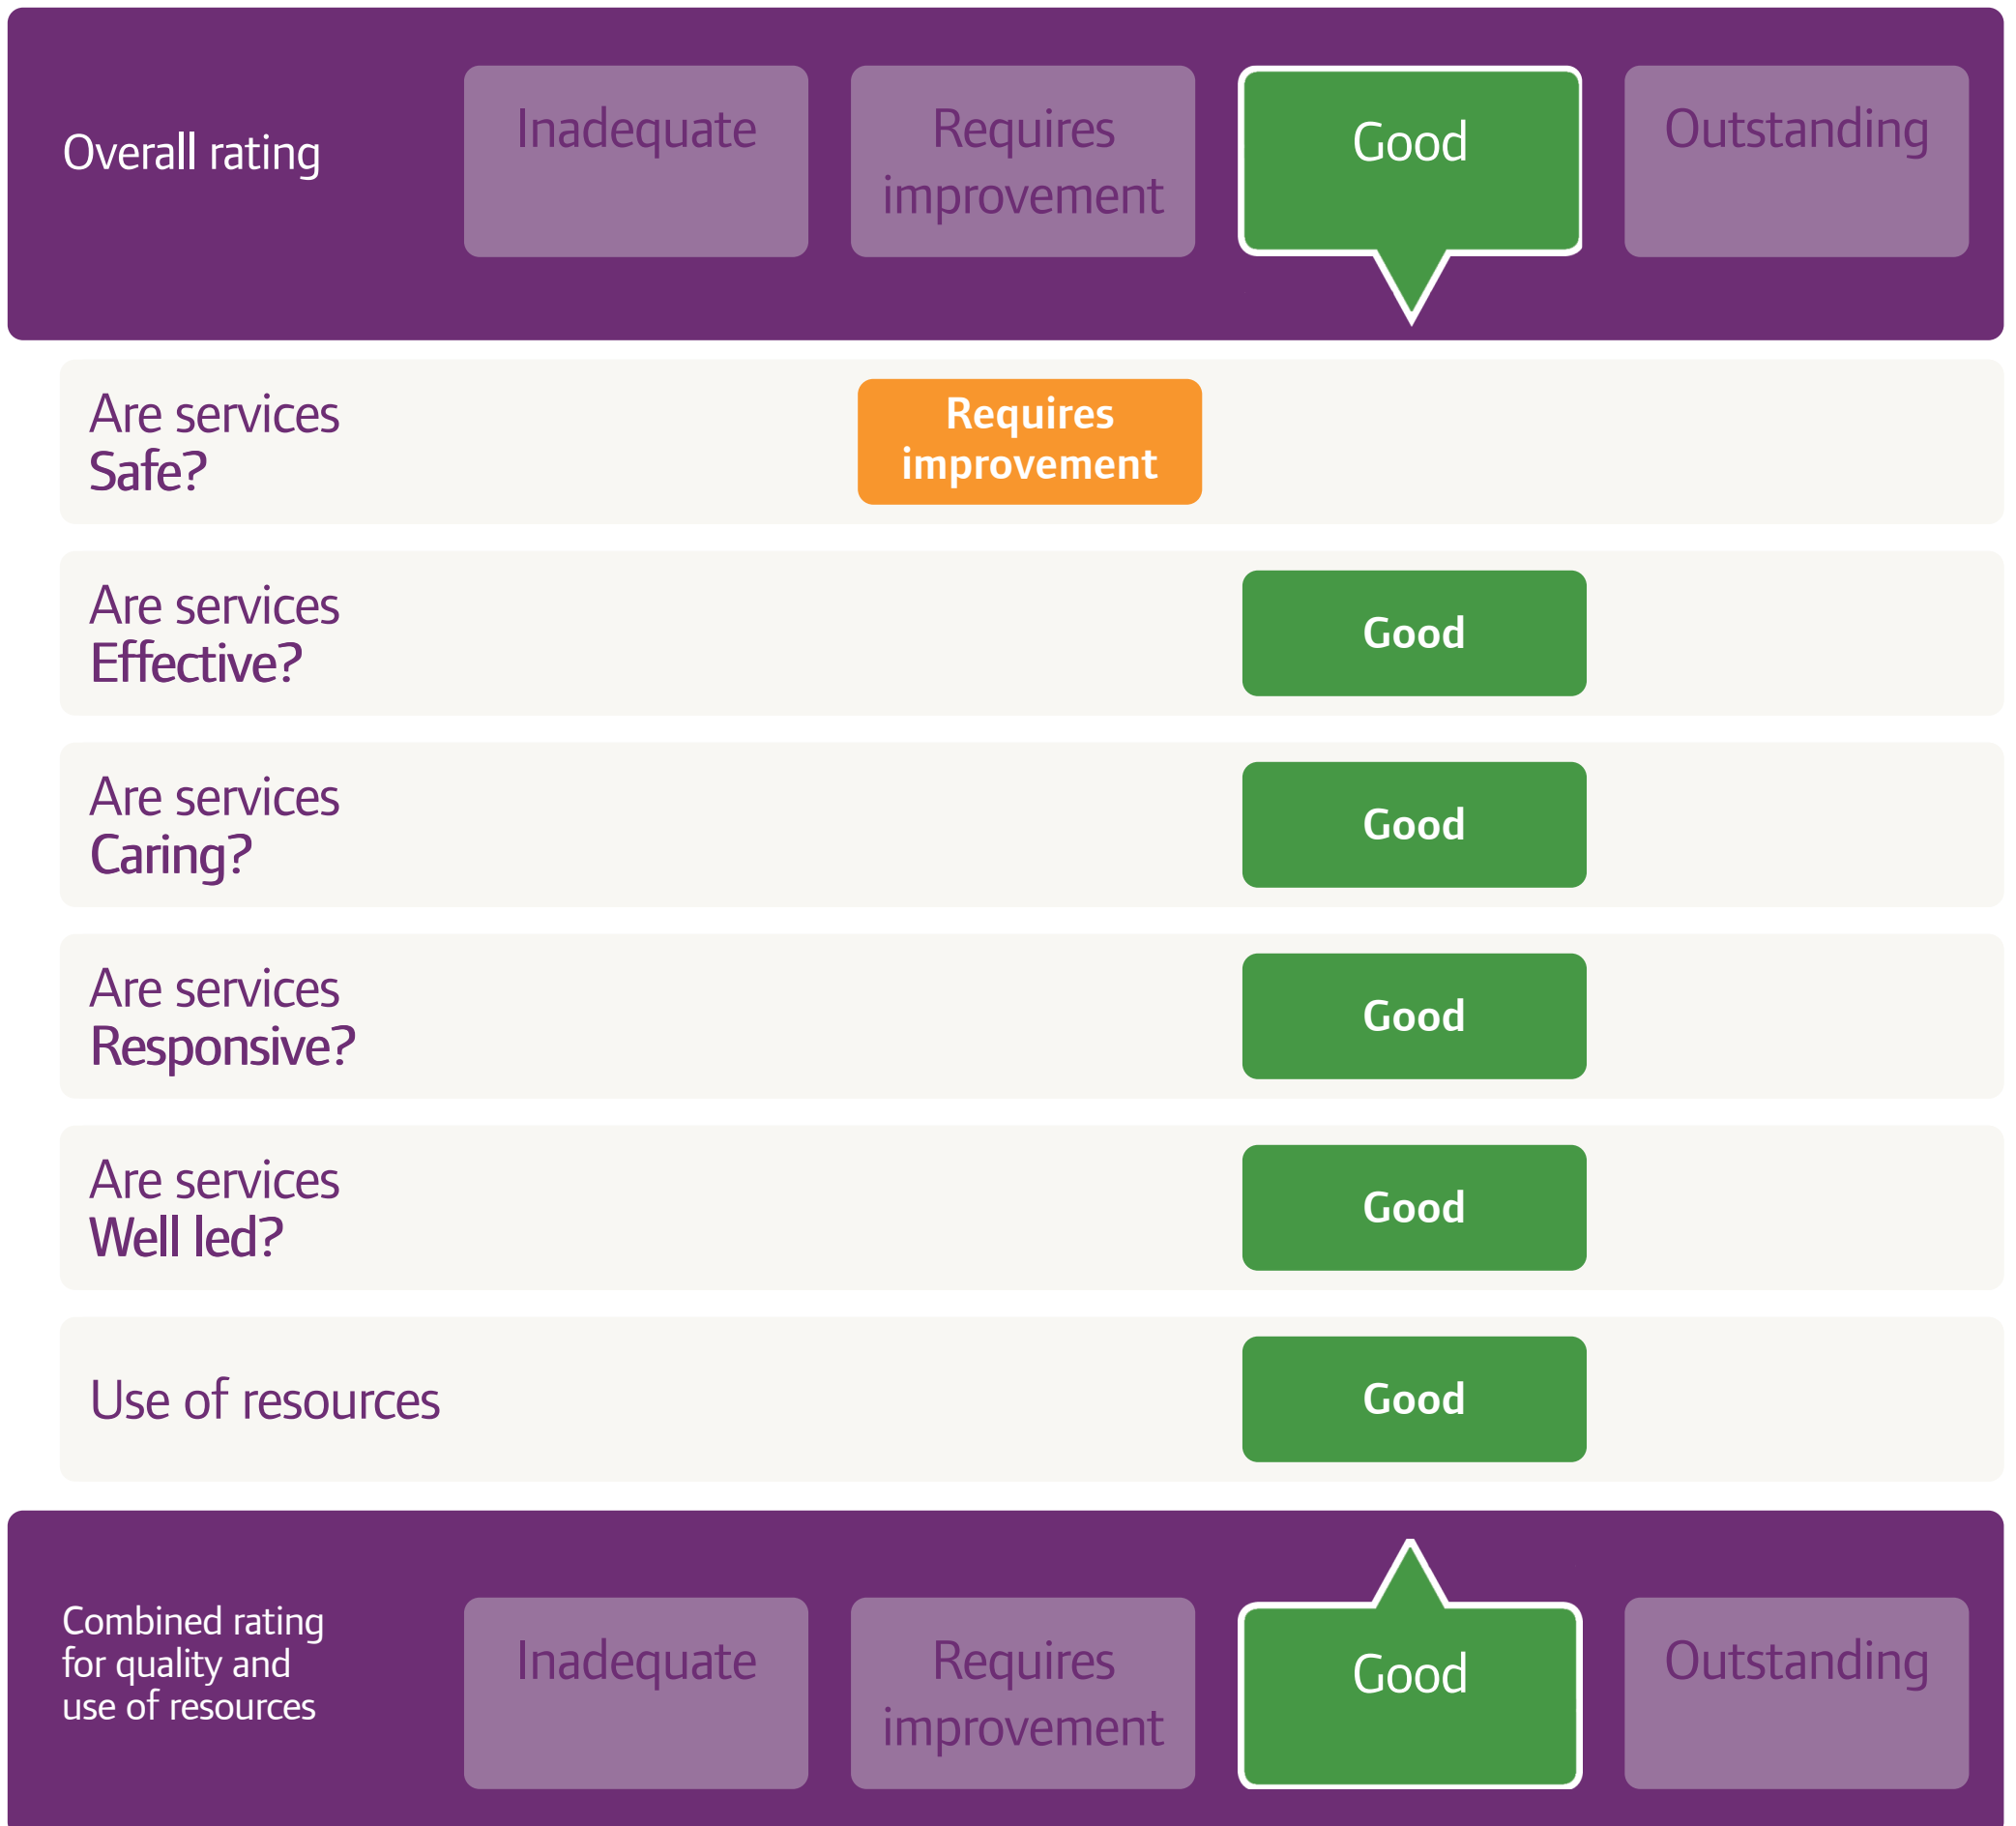 Overall rating
Inadequate
Requires
improvement
Good
Outstanding
Are services
Safe?
Requires
improvement
Are services
Effective?
Good
Are services
Caring?
Good
Are services
Responsive?
Good
Are services
Well led?
Good
Use of resources
Good
Combined rating
for quality and
use of resources
Inadequate
Requires
improvement
Good
Outstanding